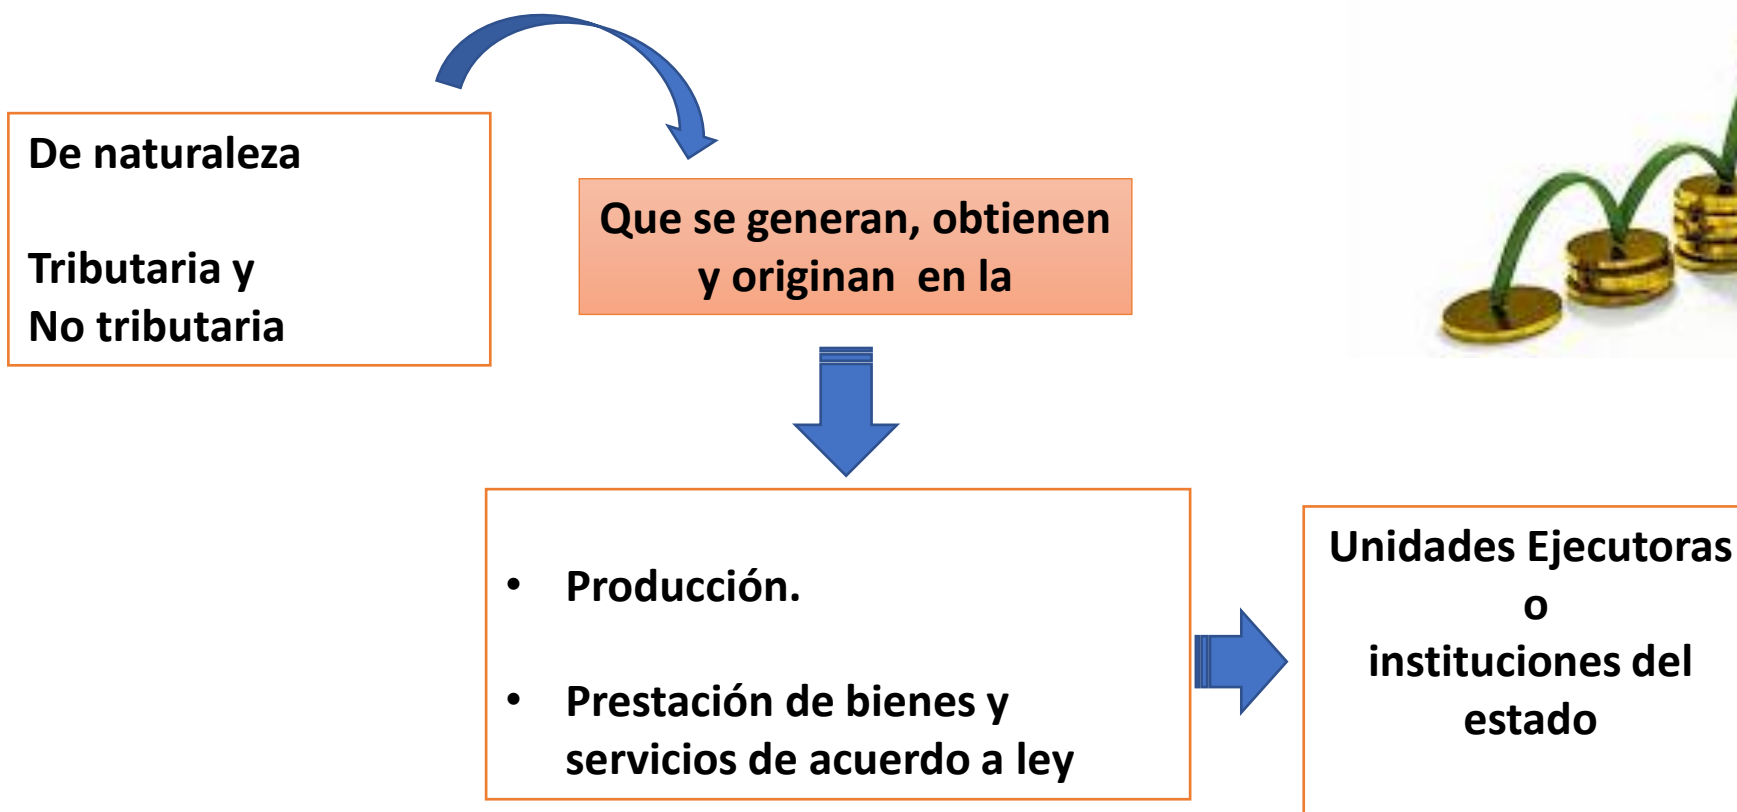 De naturaleza
Tributaria y
No tributaria
Que se generan, obtienen
y originan en la
• Producción.
• Prestación de bienes y
servicios de acuerdo a ley
Unidades Ejecutoras
o
instituciones del
estado